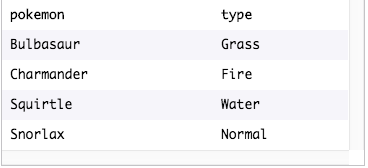 pokemon type
Bulbasaur Grass
Charmander Fire
Squirtle Water
Snorlax Normal